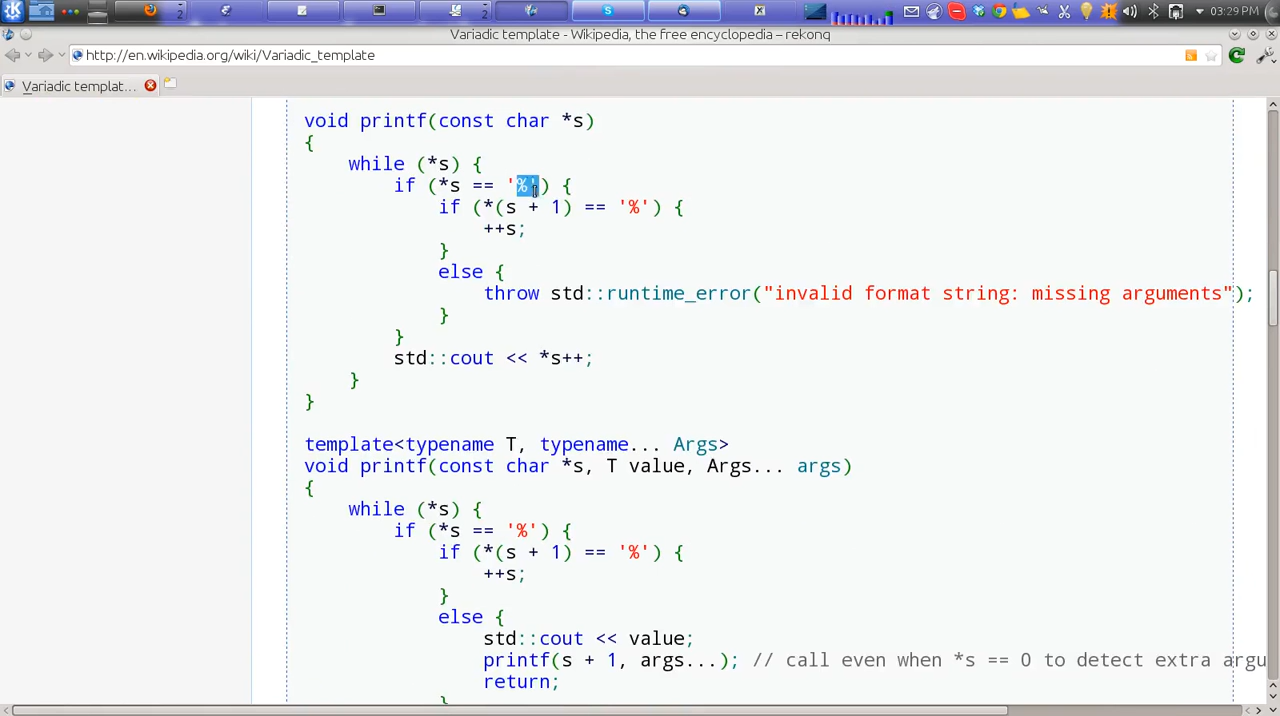 03:29 PM
Variadic template - Wikipedia, the free encyclopedia – rekonq
http://en.wikipedia.org/wiki/Variadic_template
Variadic templat...
void printf(const char *s)
{
while (*s) {
if (*s == '%') {
if (*(s + 1) == '%') {
++s;
}
else {
throw std::runtime_error("invalid format string: missing arguments");
}
}
std::cout << *s++;
}
}
template<typename T, typename... Args>
void printf(const char *s, T value, Args... args)
{
while (*s) {
if (*s == '%') {
if (*(s + 1) == '%') {
++s;
}
else {
std::cout << value;
printf(s + 1, args...); // call even when *s == 0 to detect extra argu
return;
}